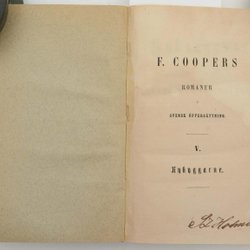 F. COOPERS
ROMANER
I
SVENSK ÖFVERSÄTTNING.
V.
Nybyggarne.